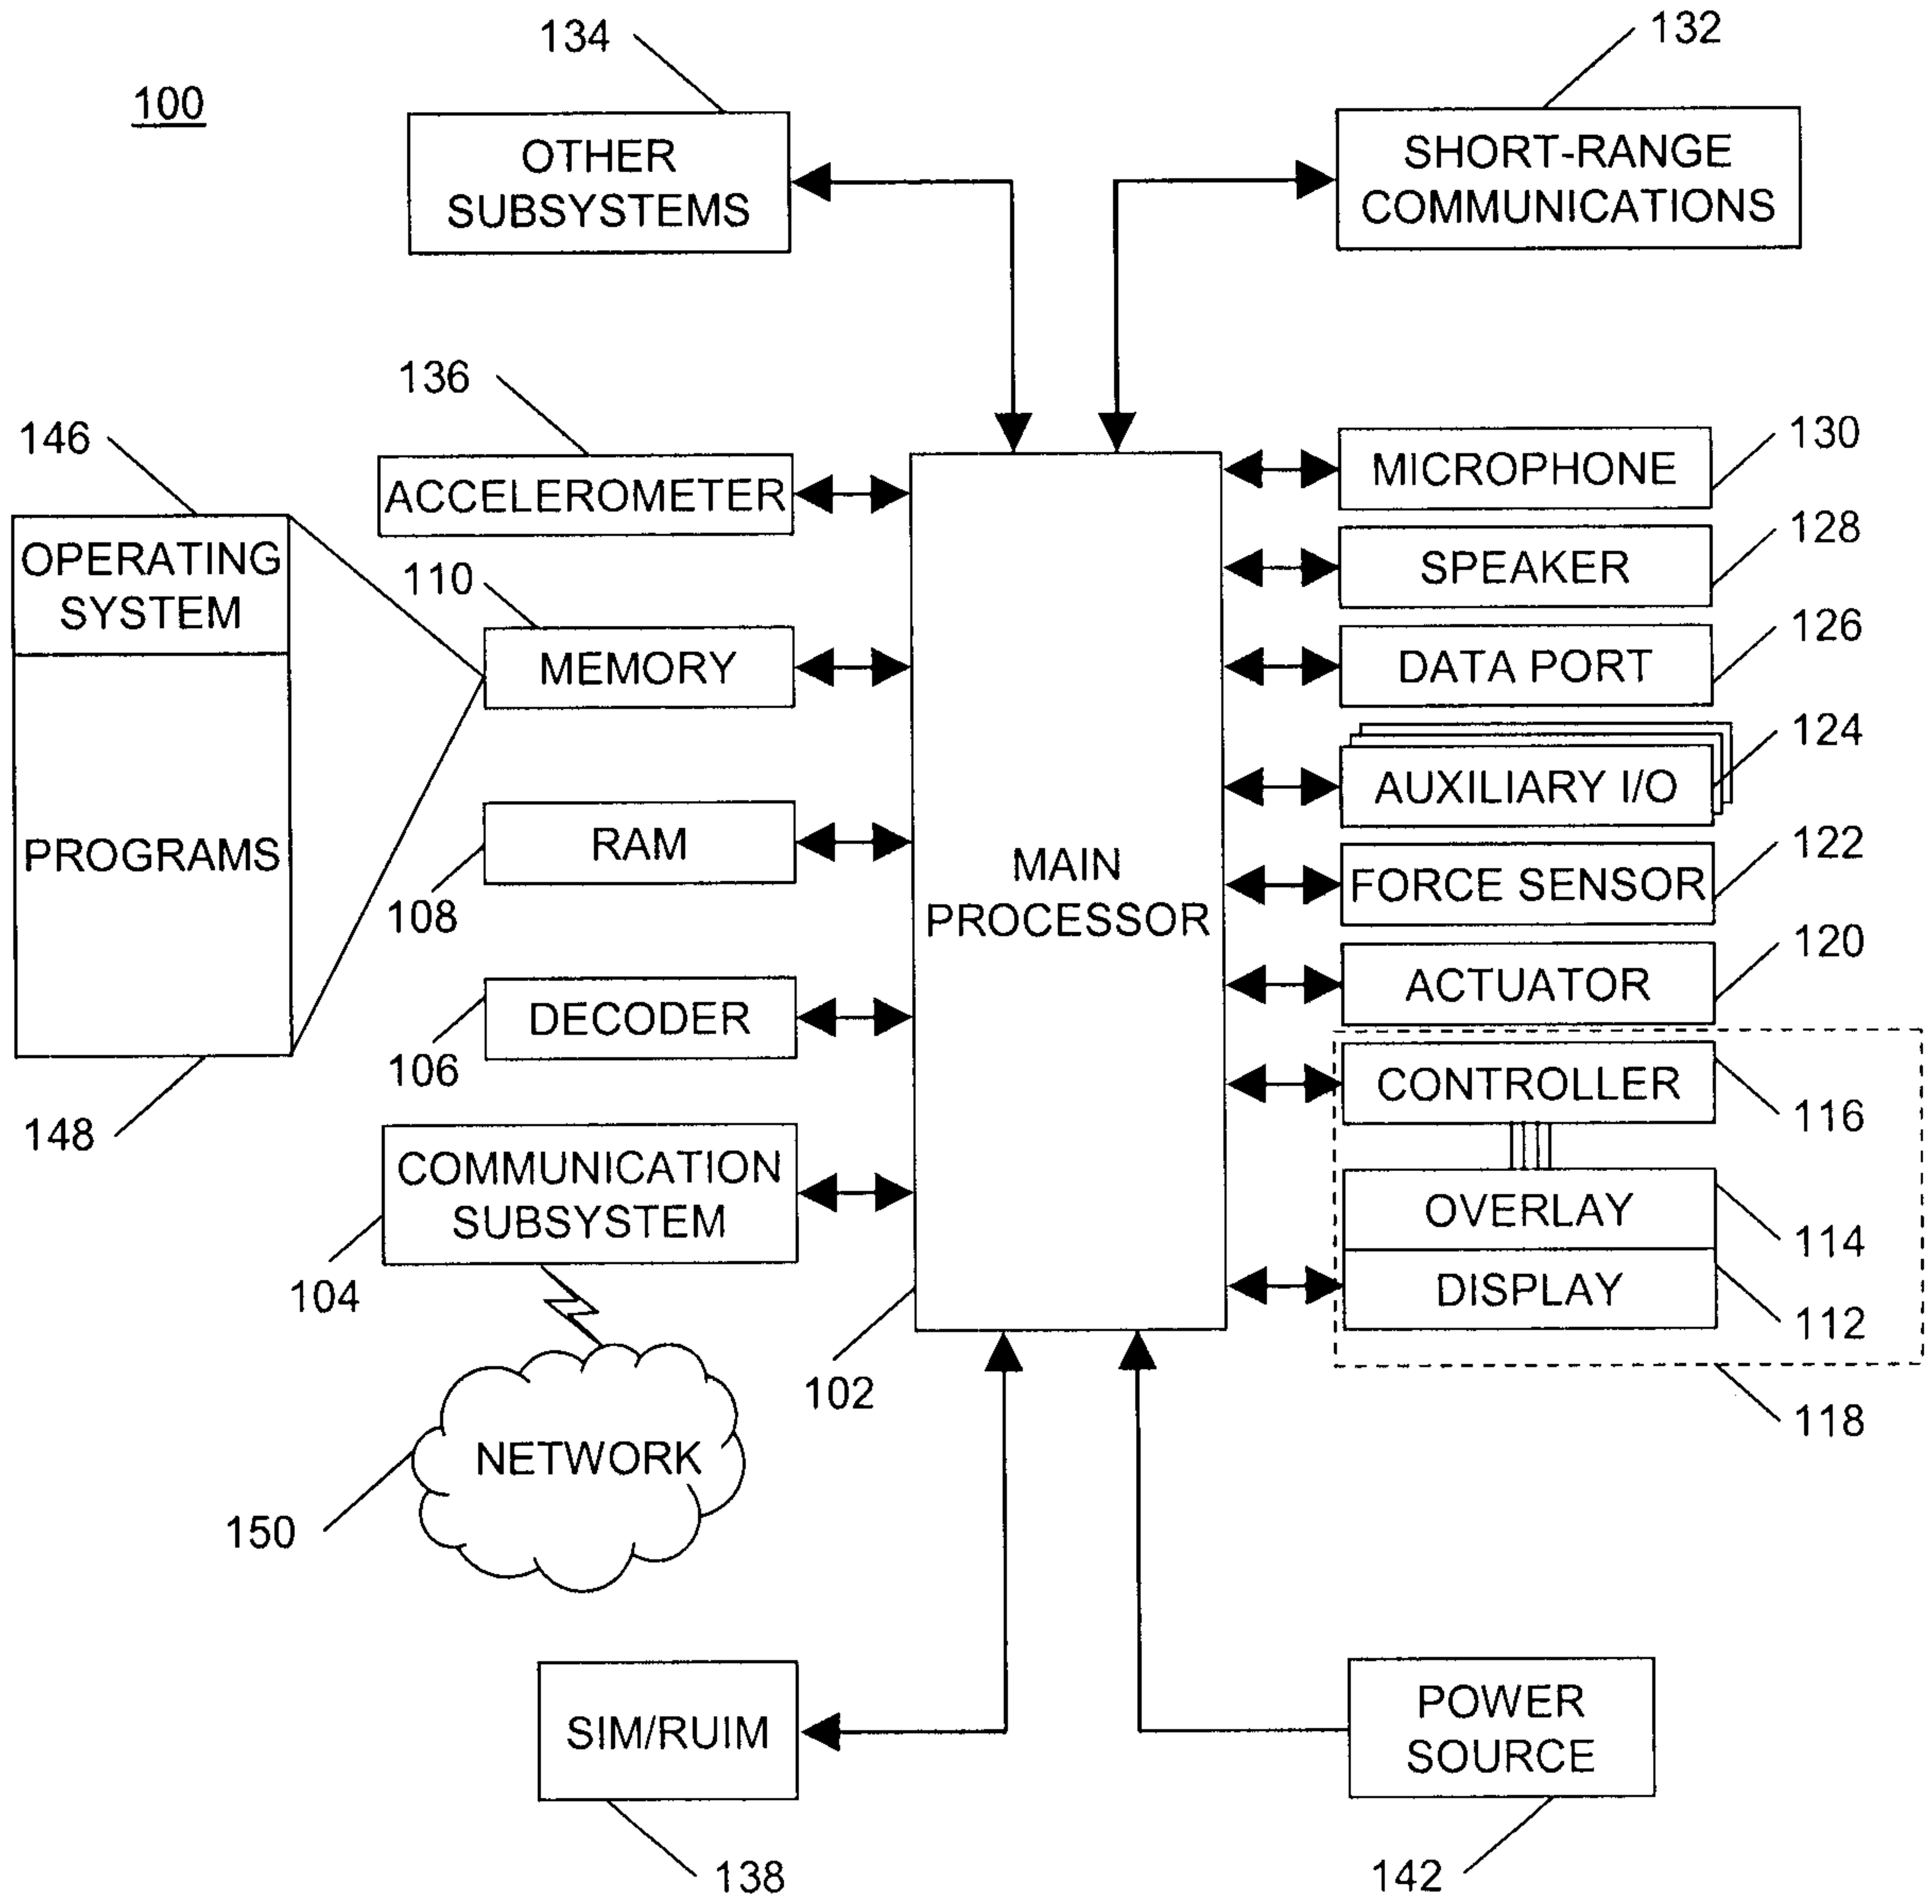 134
132
100
OTHER
SUBSYSTEMS
SHORT-RANGE
COMMUNICATIONS
136
146
ACCELEROMETER
MICROPHONE
130
OPERATING
SYSTEM
110
SPEAKER
128
MEMORY
DATA PORT
126
PROGRAMS
RAM
108
MAIN
PROCESSOR
AUXILIARY I/O
124
FORCE SENSOR
122
DECODER
106
ACTUATOR
120
148
CONTROLLER
116
COMMUNICATION
SUBSYSTEM
104
OVERLAY
114
DISPLAY
112
102
118
NETWORK
150
SIM/RUIM
POWER
SOURCE
138
142